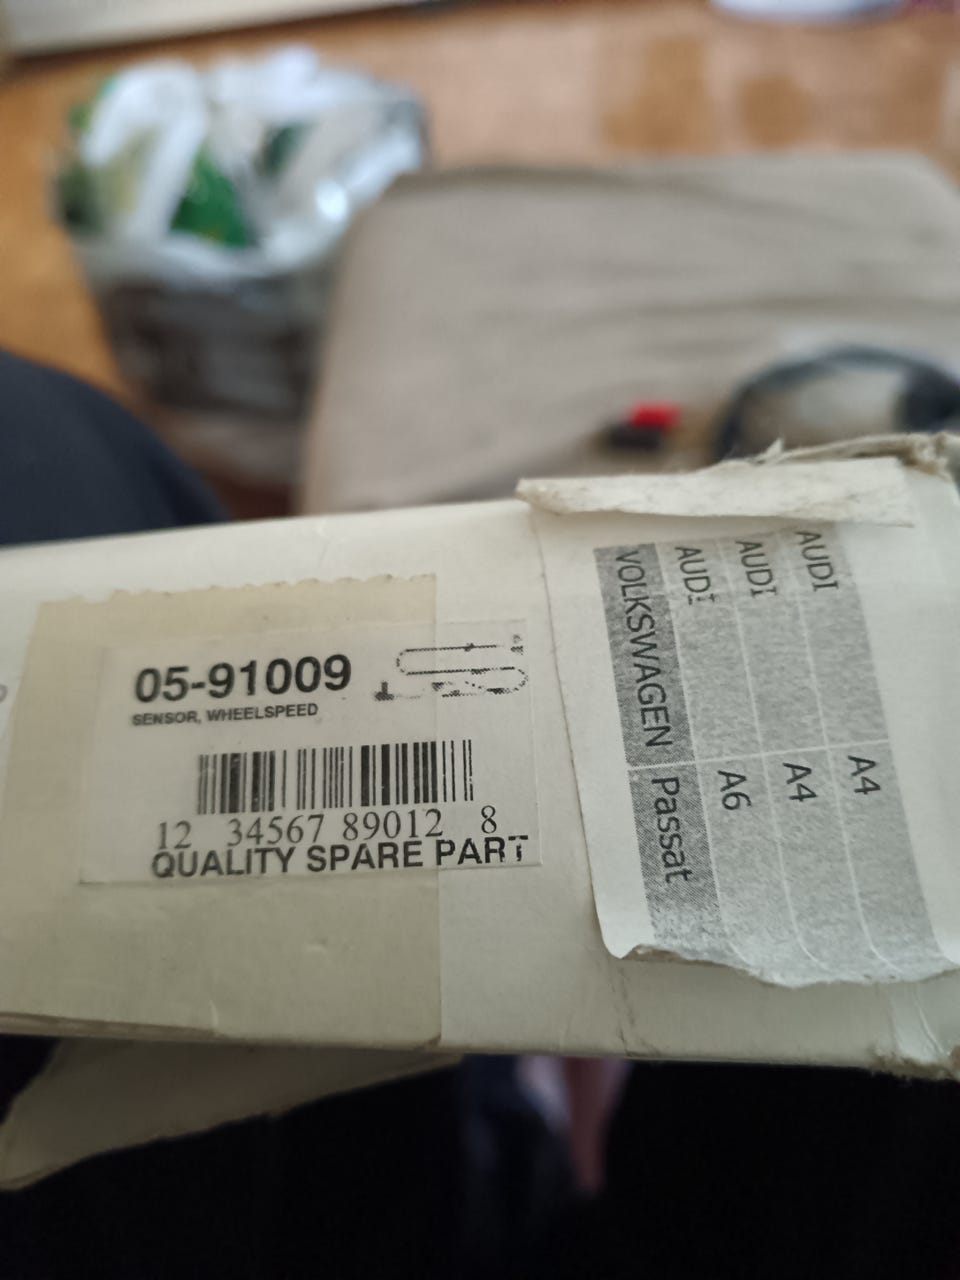 05-91009
SENSOR, WHEELSPEED
12 34567 89012 8
QUALITY SPARE PART
AUDI A4
AUDI A4
AUDI A6
VOLKSWAGEN Passat